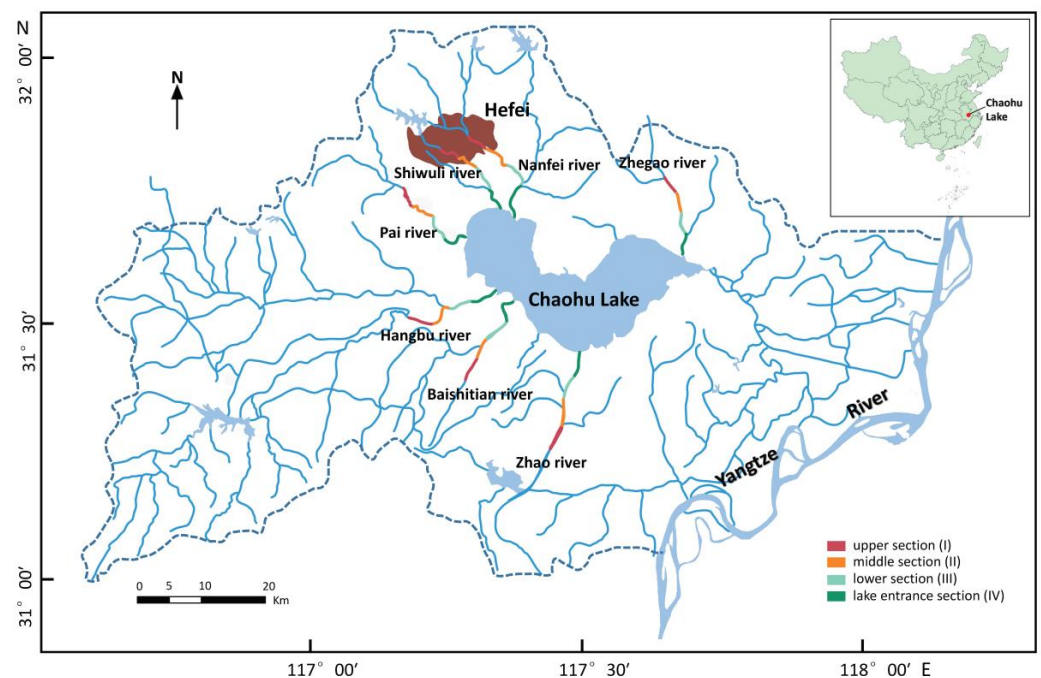 N
32° 00′
31° 30′
31° 00′
N
Hefei
Shiwuli river
Nanfei river
Zhegao river
Pai river
Chaohu Lake
Hangbu river
Baishitian river
Zhao river
Yangtze River
Chaohu
Lake
upper section (I)
middle section (II)
lower section (III)
lake entrance section (IV)
0 5 10 20
Km
117° 00′ 117° 30′ 118° 00′ E